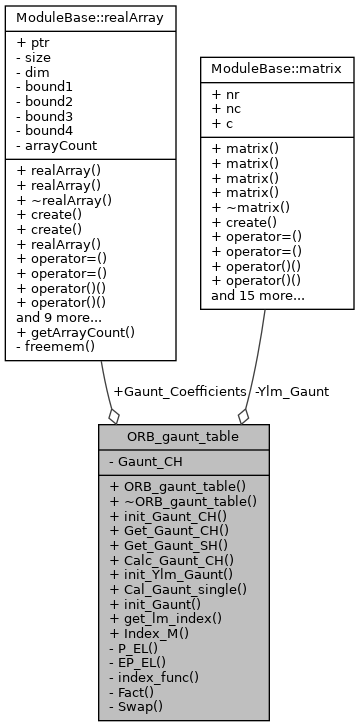 ModuleBase::realArray
+ ptr
- size
- dim
- bound1
- bound2
- bound3
- bound4
- arrayCount
+ realArray()
+ realArray()
+ ~realArray()
+ create()
+ create()
+ realArray()
+ operator=()
+ operator=()
+ operator()()
+ operator()()
and 9 more...
+ getArrayCount()
- freemem()
ModuleBase::matrix
+ nr
+ nc
+ c
+ matrix()
+ matrix()
+ matrix()
+ matrix()
+ ~matrix()
+ create()
+ operator=()
+ operator=()
+ operator()()
+ operator()()
and 15 more...
+Gaunt_Coefficients
-Ylm_Gaunt
ORB_gaunt_table
- Gaunt_CH
+ ORB_gaunt_table()
+ ~ORB_gaunt_table()
+ init_Gaunt_CH()
+ Get_Gaunt_CH()
+ Get_Gaunt_SH()
+ Calc_Gaunt_CH()
+ init_Ylm_Gaunt()
+ Cal_Gaunt_single()
+ init_Gaunt()
+ get_lm_index()
+ Index_M()
- P_EL()
- EP_EL()
- index_func()
- Fact()
- Swap()